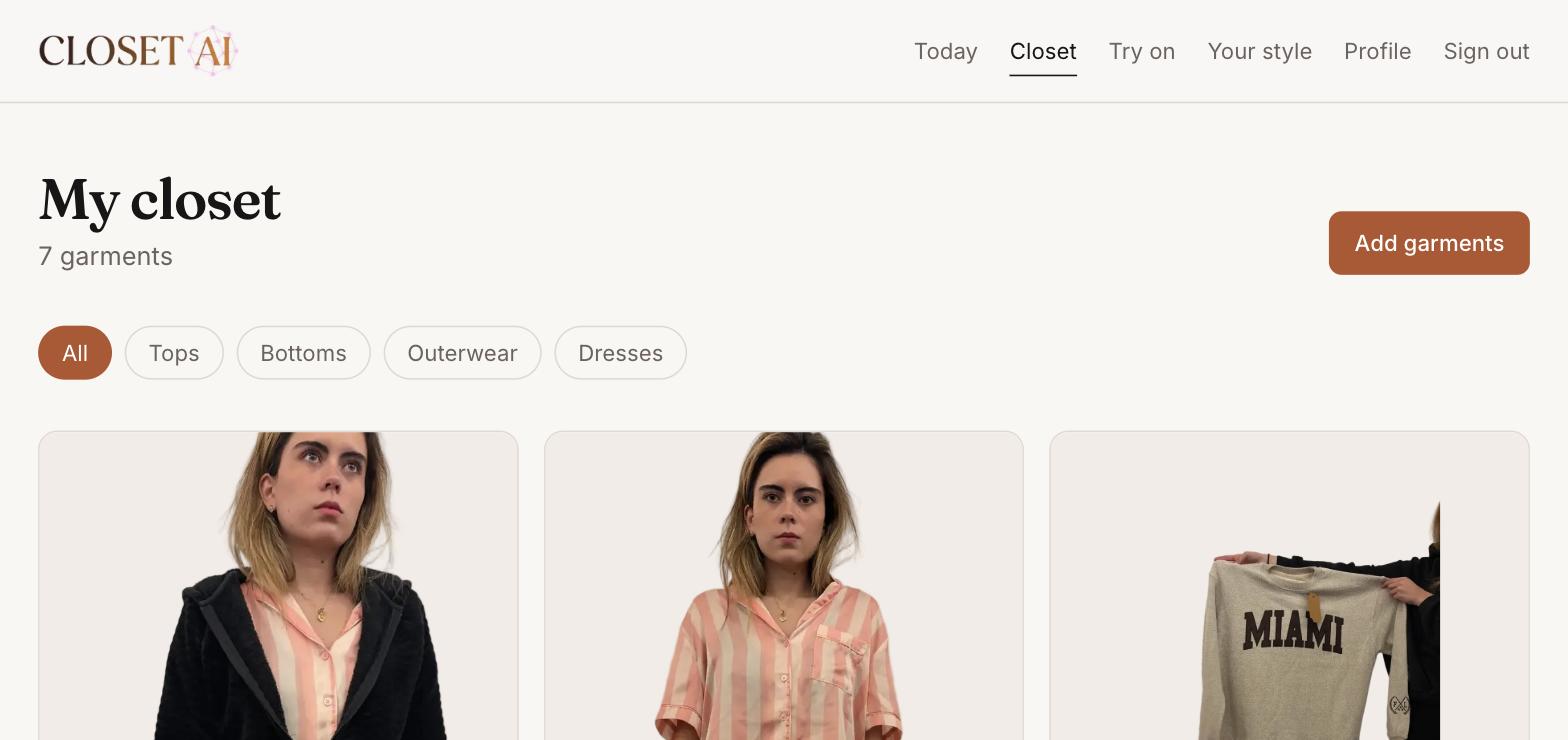 CLOSET AI
Today
Closet
Try on
Your style
Profile
Sign out
My closet
7 garments
Add garments
All
Tops
Bottoms
Outerwear
Dresses
MIAMI